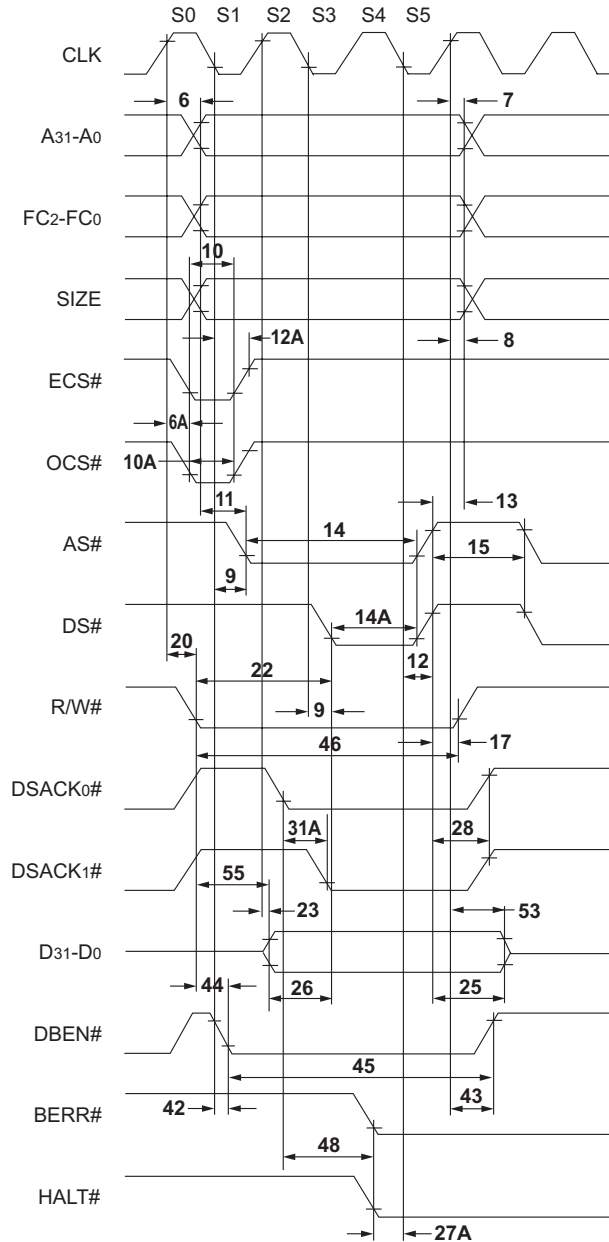 S0 S1 S2 S3 S4 S5
CLK
6 7
A31-A0
FC2-FC0
10
SIZE
12A 8
ECS#
6A
OCS#
10A
11 13
14
AS# 15
9
DS# 14A
20 12
22
R/W# 9
46 17
DSACK0#
31A 28
DSACK1#
55
23 53
D31-D0
44 26 25
DBEN#
45
42 43
BERR#
48
HALT#
27A